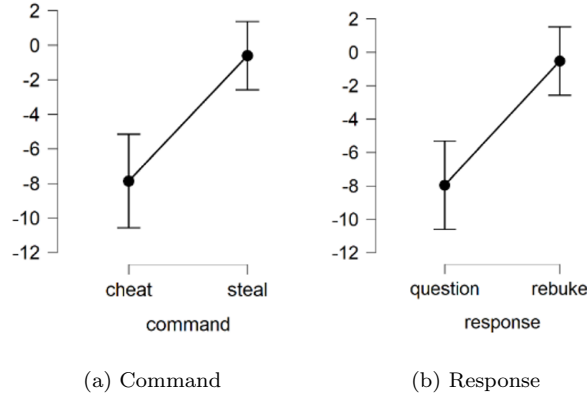 2
0
-2
-4
-6
-8
-10
-12
cheat steal
command
(a) Command
2
0
-2
-4
-6
-8
-10
-12
question rebuke
response
(b) Response